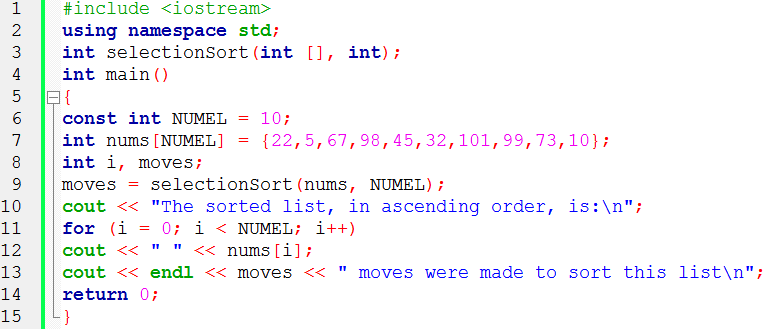 1 #include <iostream>
2 using namespace std;
3 int selectionSort(int [], int);
4 int main()
5 {
6 const int NUMEL = 10;
7 int nums[NUMEL] = {22,5,67,98,45,32,101,99,73,10};
8 int i, moves;
9 moves = selectionSort(nums, NUMEL);
10 cout << "The sorted list, in ascending order, is:\n";
11 for (i = 0; i < NUMEL; i++)
12 cout << " " << nums[i];
13 cout << endl << moves << " moves were made to sort this list\n";
14 return 0;
15 }